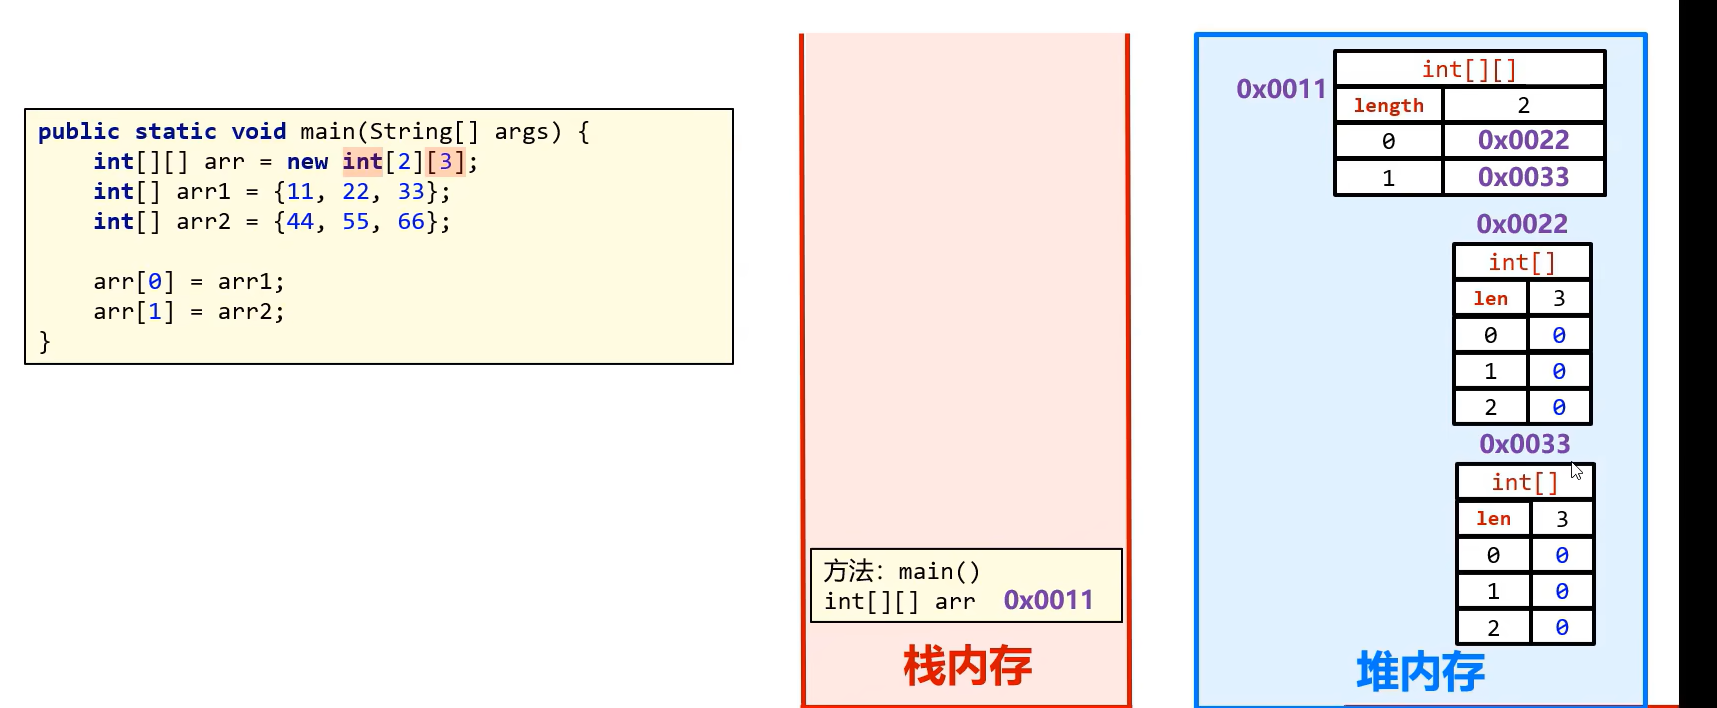 public static void main(String[] args) {
int[][] arr = new int[2][3];
int[] arr1 = {11, 22, 33};
int[] arr2 = {44, 55, 66};
arr[0] = arr1;
arr[1] = arr2;
}
方法：main()
int[][] arr 0x0011
栈内存
0x0011
int[][]
length 2
0 0x0022
1 0x0033
0x0022
int[]
len 3
0 0
1 0
2 0
0x0033
int[]
len 3
0 0
1 0
2 0
堆内存